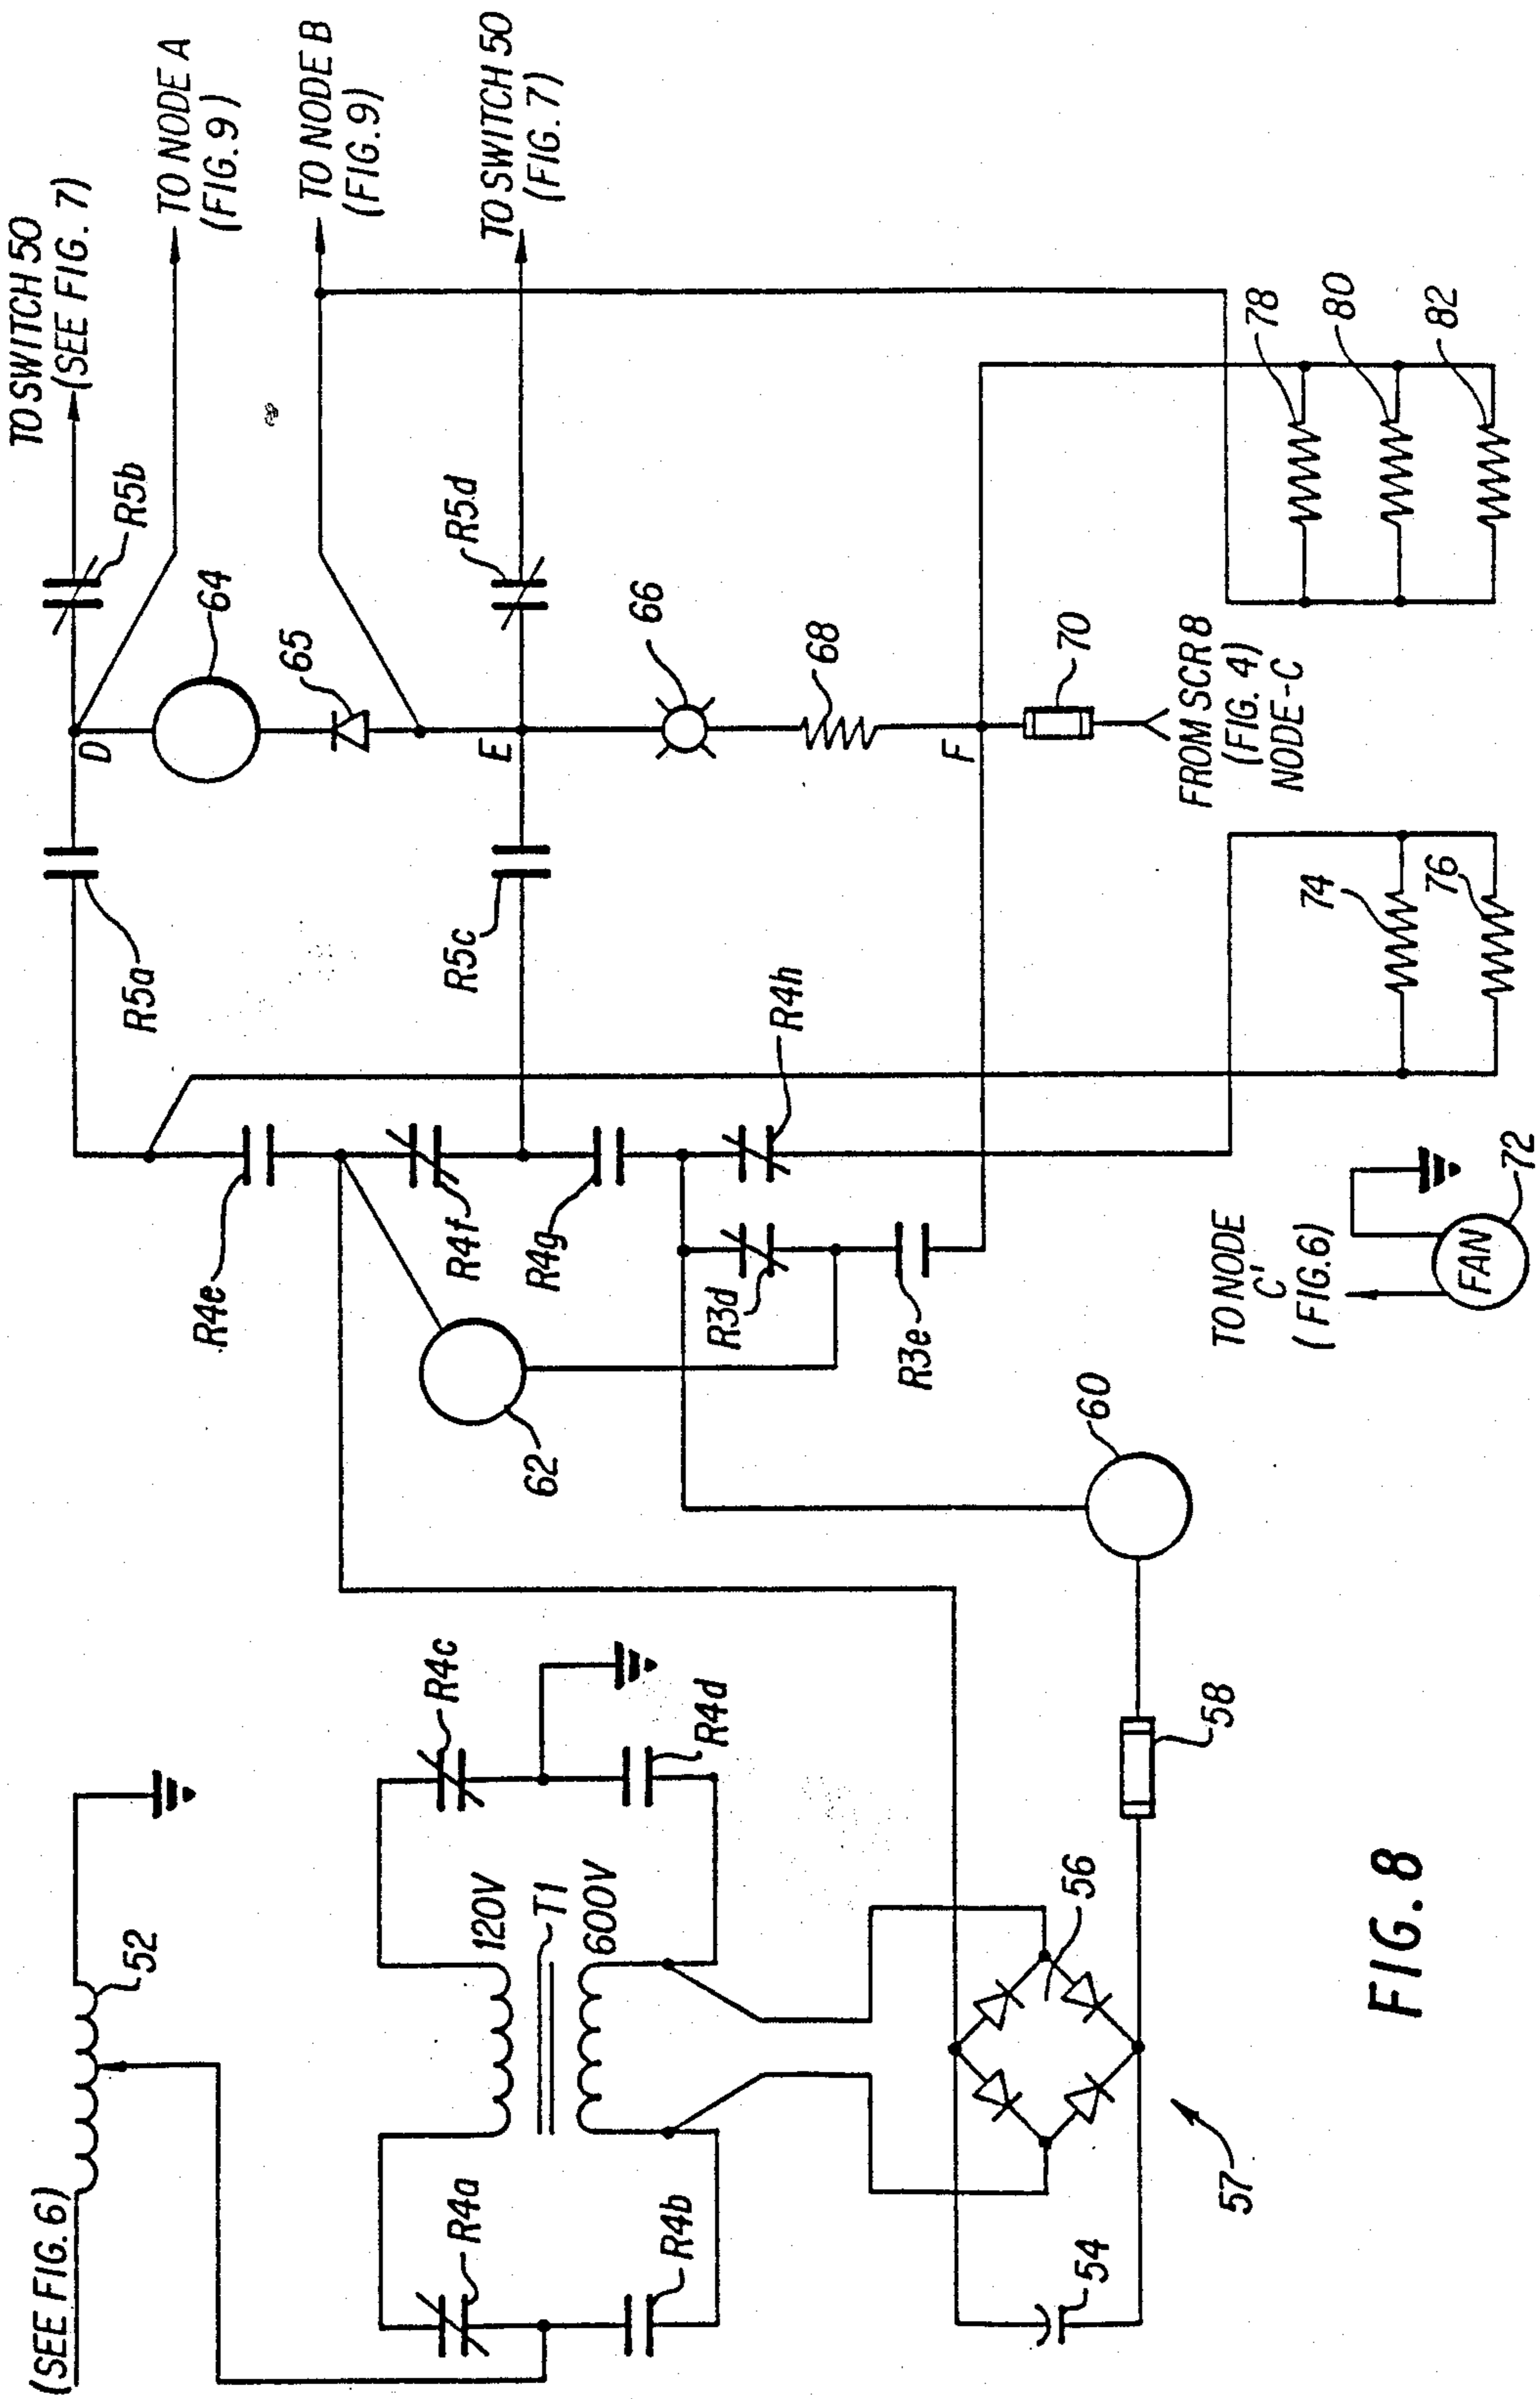 (SEE FIG. 6)
52
R4a
R4b
120V
T1
600V
R4c
R4d
54
56
57
58
60
62
R4e
R4f
R4g
R4h
R3d
R3e
R5a
R5b
R5c
R5d
D
E
F
64
65
66
68
70
TO SWITCH 50
(SEE FIG. 7)
TO NODE A
(FIG. 9)
TO NODE B
(FIG. 9)
TO SWITCH 50
(FIG. 7)
FROM SCR 8
(FIG. 4)
NODE-C
TO NODE
C'
(FIG. 6)
FAN
72
74
76
78
80
82
FIG. 8